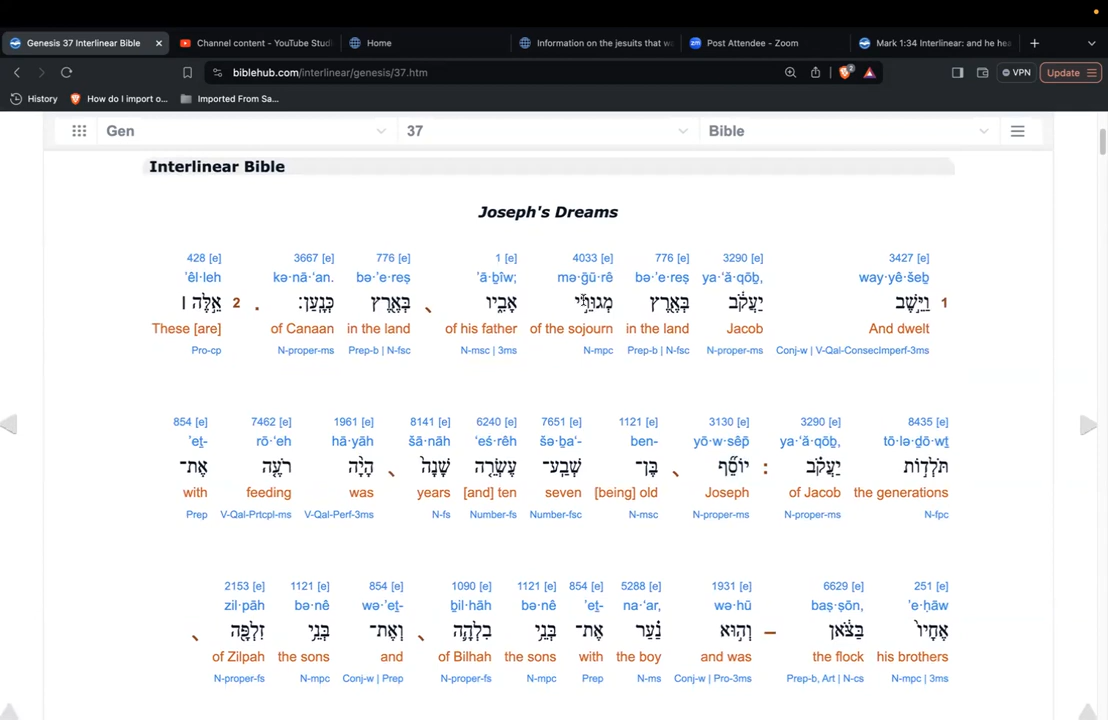 Genesis 37 Interlinear Bible × Channel content - YouTube Stud Home Information on the jesuits that w Post Attendee - Zoom Mark 1:34 Interlinear: and he hea +
biblehub.com/interlinear/genesis/37.htm 2 VPN Update
History How do I import o... Imported From Sa...
Gen 37 Bible
Interlinear Bible
Joseph's Dreams
428 [e] 3667 [e] 776 [e] 1 [e] 4033 [e] 776 [e] 3290 [e] 3427 [e]
’êl·leh kə·nā·‘an. bə·’e·reṣ ’ā·ḇîw; mə·ḡū·rê bə·’e·reṣ ya·‘ă·qōḇ, way·yê·šeḇ
1 וַיֵּ֣שֶׁב יַעֲקֹ֔ב בְּאֶ֖רֶץ מְגוּרֵ֣י אָבִ֑יו 、 בְּאֶ֖רֶץ כְּנָֽעַן׃ . 2 אֵ֣לֶּה ׀
These [are] of Canaan in the land of his father of the sojourn in the land Jacob And dwelt
Pro-cp N-proper-ms Prep-b | N-fsc N-msc | 3ms N-mpc Prep-b | N-fsc N-proper-ms Conj-w | V-Qal-ConsecImperf-3ms
854 [e] 7462 [e] 1961 [e] 8141 [e] 6240 [e] 7651 [e] 1121 [e] 3130 [e] 3290 [e] 8435 [e]
’eṯ- rō·‘eh hā·yāh šā·nāh ‘eś·rêh šə·ḇa‘- ben- yō·w·sêp̄ ya·‘ă·qōḇ, tō·lə·ḏō·wṯ
תֹּלְד֣וֹת יַעֲקֹ֗ב : יוֹסֵ֞ף 、 בֶּן־ שְׁבַֽע־ עֶשְׂרֵ֤ה שָׁנָה֙ 、 הָיָ֨ה רֹעֶ֤ה אֶת־
with feeding was years [and] ten seven [being] old Joseph of Jacob the generations
Prep V-Qal-Prtcpl-ms V-Qal-Perf-3ms N-fs Number-fs Number-fsc N-msc N-proper-ms N-proper-ms N-fpc
2153 [e] 1121 [e] 854 [e] 1090 [e] 1121 [e] 854 [e] 5288 [e] 1931 [e] 6629 [e] 251 [e]
zil·pāh bə·nê wə·’eṯ- ḇil·hāh bə·nê ’eṯ- na·‘ar, wə·hū baṣ·ṣōn, ’e·ḥāw
אֶחָיו֙ בַּצֹּ֔אן – וְה֣וּא נַ֗עַר אֶת־ בְּנֵ֥י בִלְהָ֛ה 、 וְאֶת־ בְּנֵ֥י זִלְפָּ֖ה 、
of Zilpah the sons and of Bilhah the sons with the boy and was the flock his brothers
N-proper-fs N-mpc Conj-w | Prep N-proper-fs N-mpc Prep N-ms Conj-w | Pro-3ms Prep-b, Art | N-cs N-mpc | 3ms